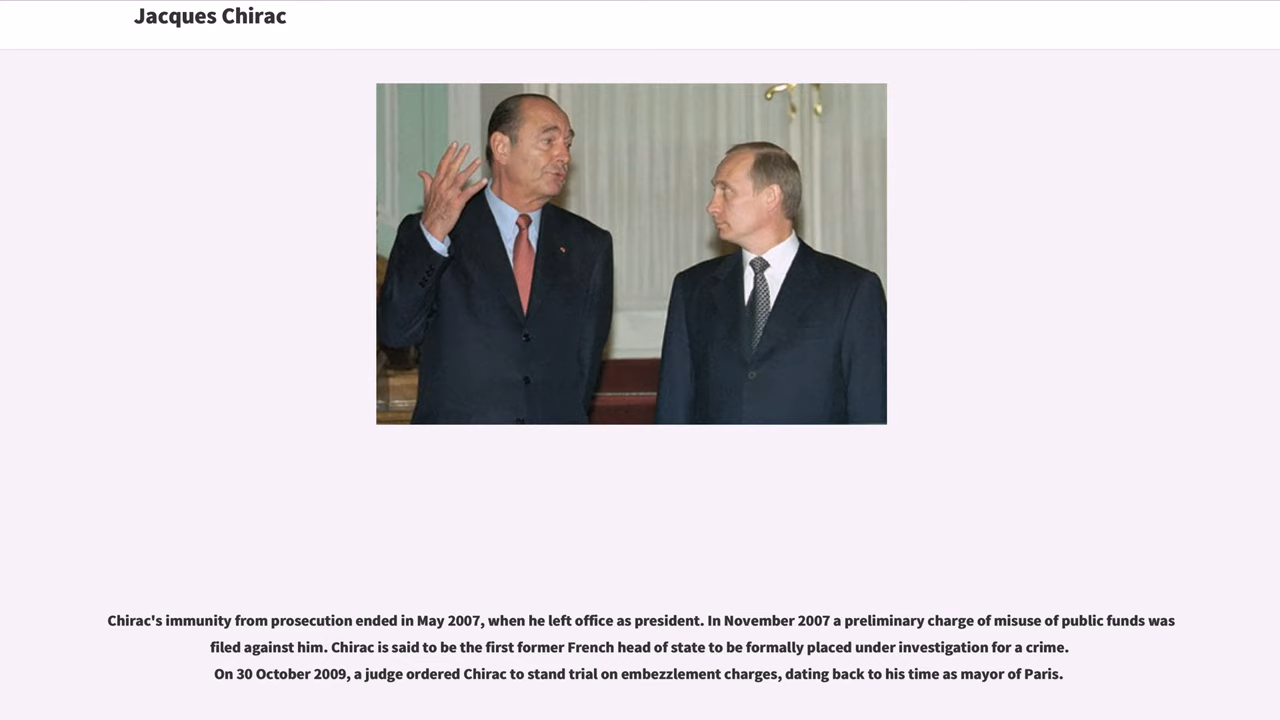 Jacques Chirac
Chirac's immunity from prosecution ended in May 2007, when he left office as president. In November 2007 a preliminary charge of misuse of public funds was
filed against him. Chirac is said to be the first former French head of state to be formally placed under investigation for a crime.
On 30 October 2009, a judge ordered Chirac to stand trial on embezzlement charges, dating back to his time as mayor of Paris.